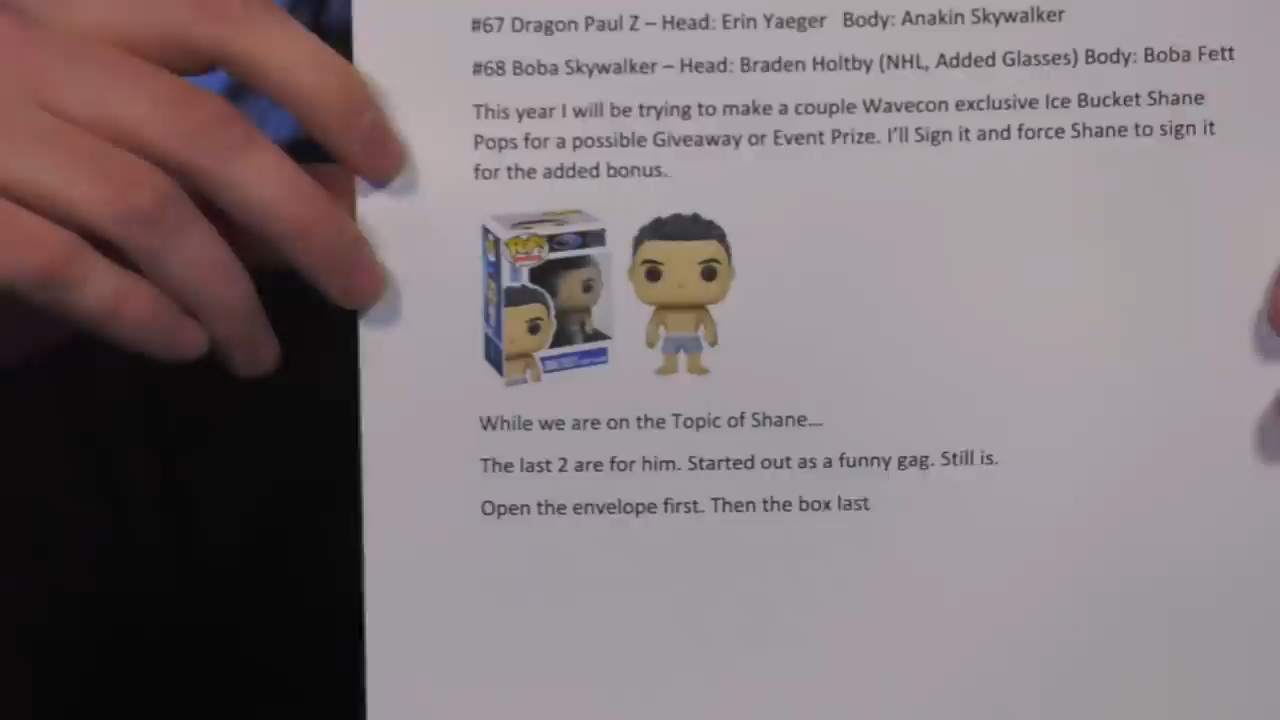 #67 Dragon Paul Z – Head: Erin Yaeger Body: Anakin Skywalker
#68 Boba Skywalker – Head: Braden Holtby (NHL, Added Glasses) Body: Boba Fett
This year I will be trying to make a couple Wavecon exclusive Ice Bucket Shane
Pops for a possible Giveaway or Event Prize. I'll Sign it and force Shane to sign it
for the added bonus.
POP!
While we are on the Topic of Shane...
The last 2 are for him. Started out as a funny gag. Still is.
Open the envelope first. Then the box last